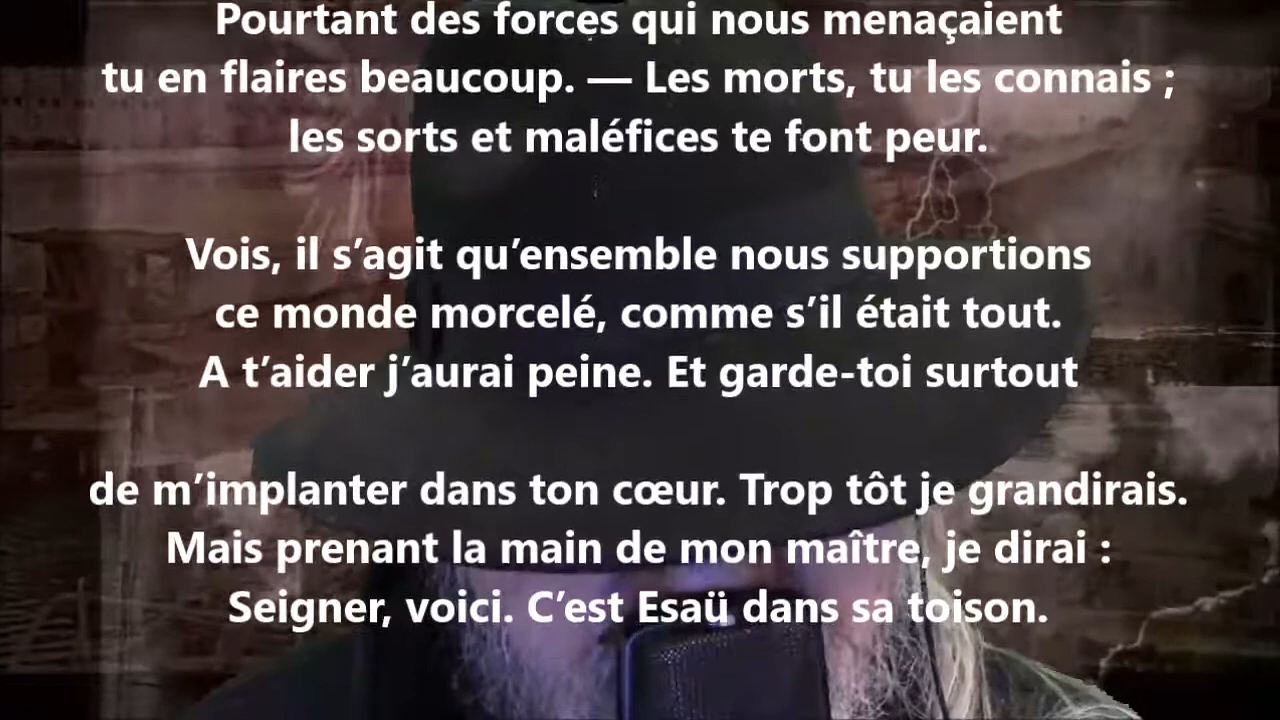 Pourtant des forces qui nous menaçaient
tu en flaires beaucoup. — Les morts, tu les connais ;
les sorts et maléfices te font peur.
Vois, il s’agit qu’ensemble nous supportions
ce monde morcelé, comme s’il était tout.
A t’aider j’aurai peine. Et garde-toi surtout
de m’implanter dans ton cœur. Trop tôt je grandirais.
Mais prenant la main de mon maître, je dirai :
Seigner, voici. C’est Esaü dans sa toison.